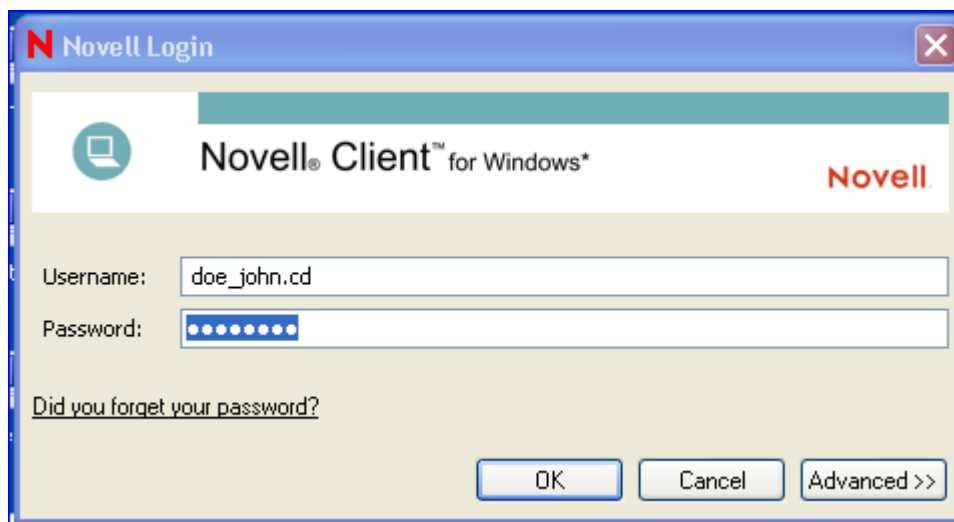 N Novell Login
Novell® Client™ for Windows*
Novell.
Username: doe_john.cd
Password: ●●●●●●●●
Did you forget your password?
OK Cancel Advanced >>